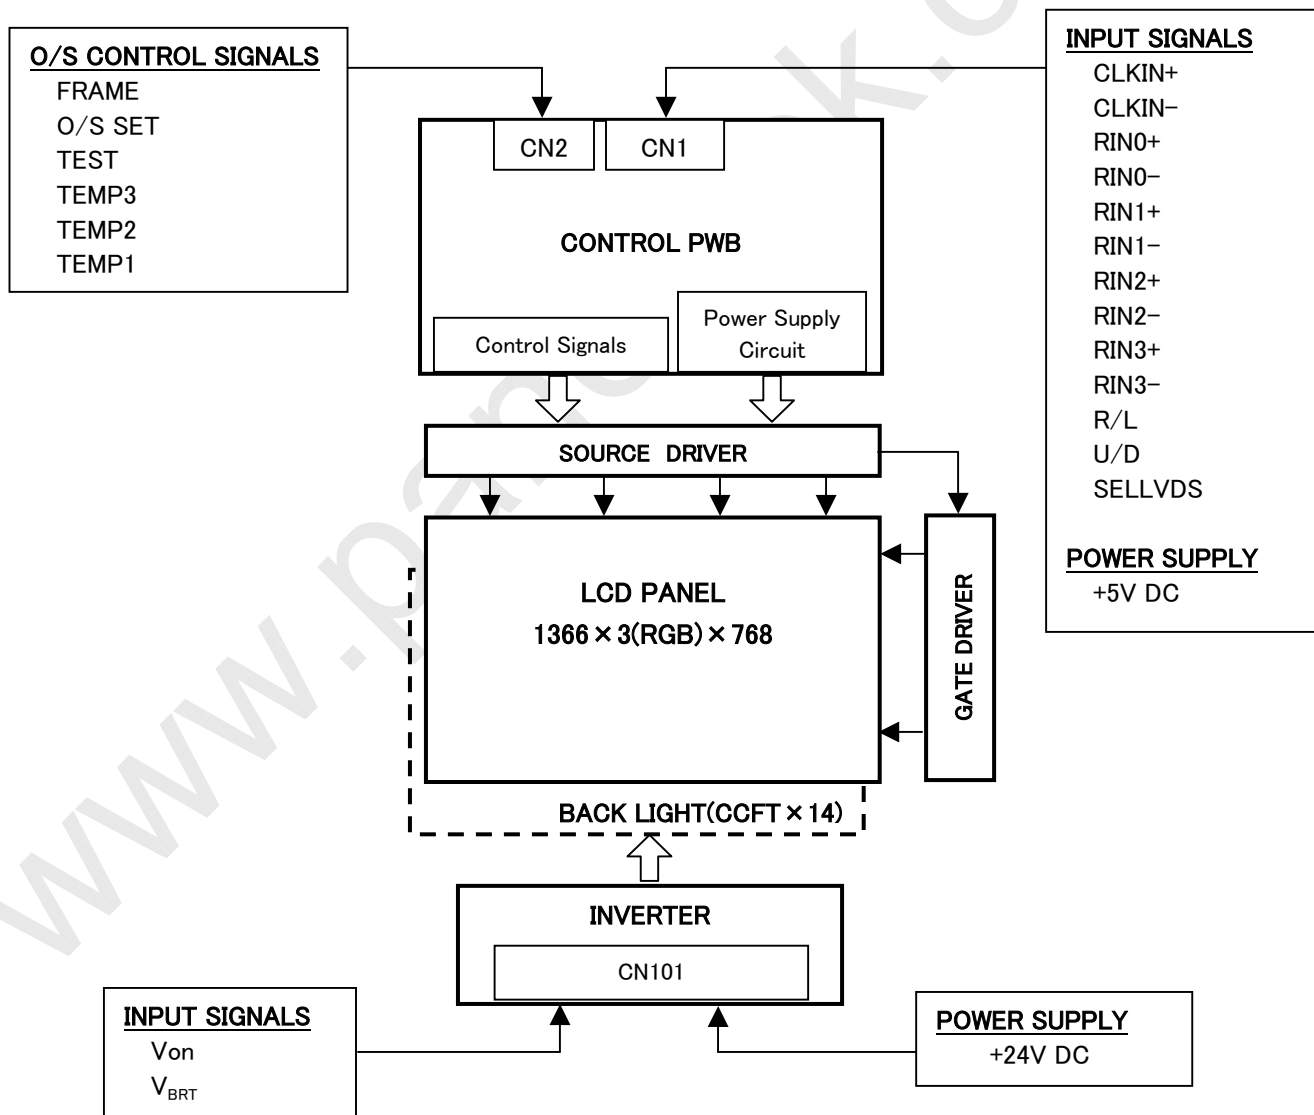 O/S CONTROL SIGNALS
FRAME
O/S SET
TEST
TEMP3
TEMP2
TEMP1
INPUT SIGNALS
CLKIN+
CLKIN−
RIN0+
RIN0−
RIN1+
RIN1−
RIN2+
RIN2−
RIN3+
RIN3−
R/L
U/D
SELLVDS
POWER SUPPLY
+5V DC
CN2
CN1
CONTROL PWB
Control Signals
Power Supply
Circuit
SOURCE DRIVER
LCD PANEL
1366×3(RGB)×768
GATE DRIVER
BACK LIGHT(CCFT×14)
INVERTER
CN101
INPUT SIGNALS
Von
VBRT
POWER SUPPLY
+24V DC